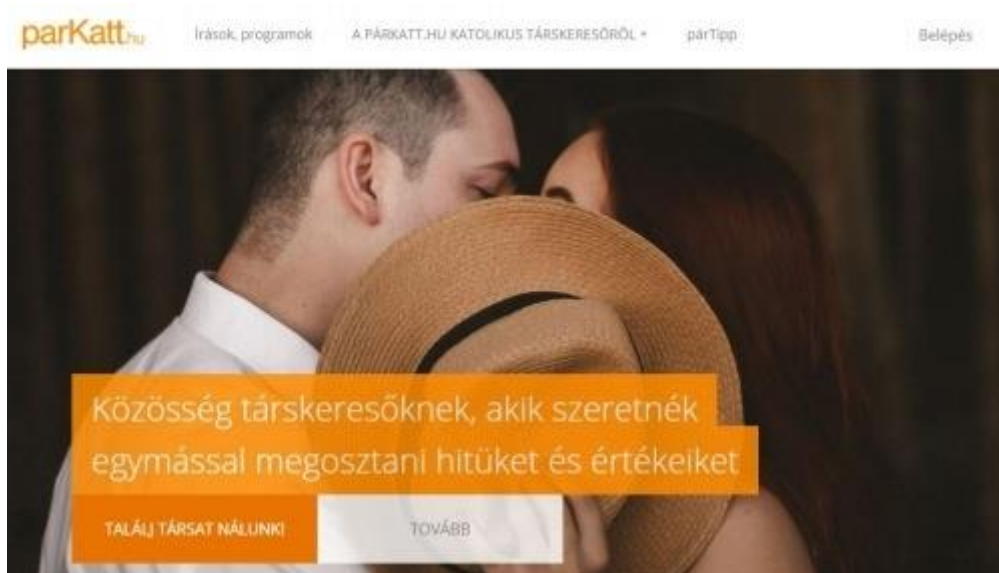 parKatt.hu
Írások, programok
A PÁRKATT.HU KATOLIKUS TÁRSKERESŐRŐL
párTipp
Belépés
Közösség társkeresőknek, akik szeretnék
egymással megosztani hitüket és értékeiket
TALÁLJ TÁRSAT NÁLUNK!
TOVÁBB